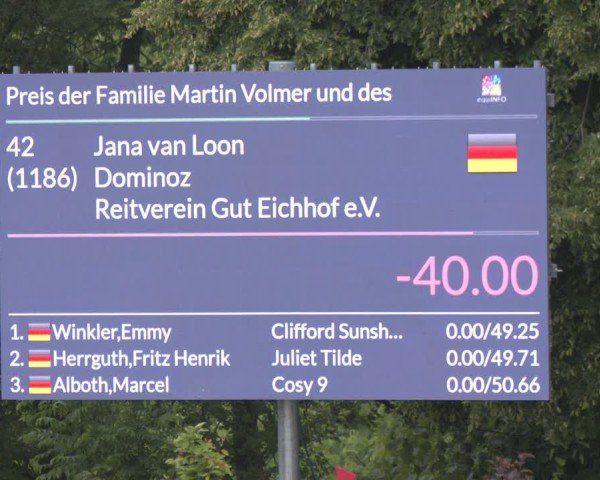 Preis der Familie Martin Volmer und des
equiINFO
42 Jana van Loon
(1186) Dominoz
Reitverein Gut Eichhof e.V.
-40.00
1. Winkler,Emmy Clifford Sunsh... 0.00/49.25
2. Herrguth,Fritz Henrik Juliet Tilde 0.00/49.71
3. Alboth,Marcel Cosy 9 0.00/50.66